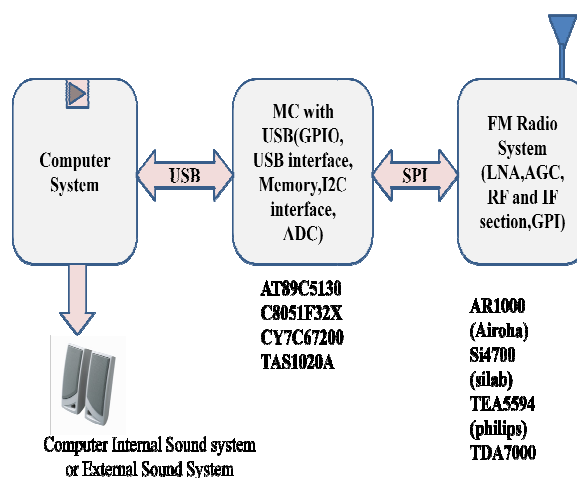 Computer
System
USB
MC with
USB(GPIO,
USB interface,
Memory,I2C
interface,
ADC)
SPI
FM Radio
System
(LNA,AGC,
RF and IF
section,GPI)
AT89C5130
C8051F32X
CY7C67200
TAS1020A
AR1000
(Airoha)
Si4700
(silab)
TEA5594
(philips)
TDA7000
Computer Internal Sound system
or External Sound System